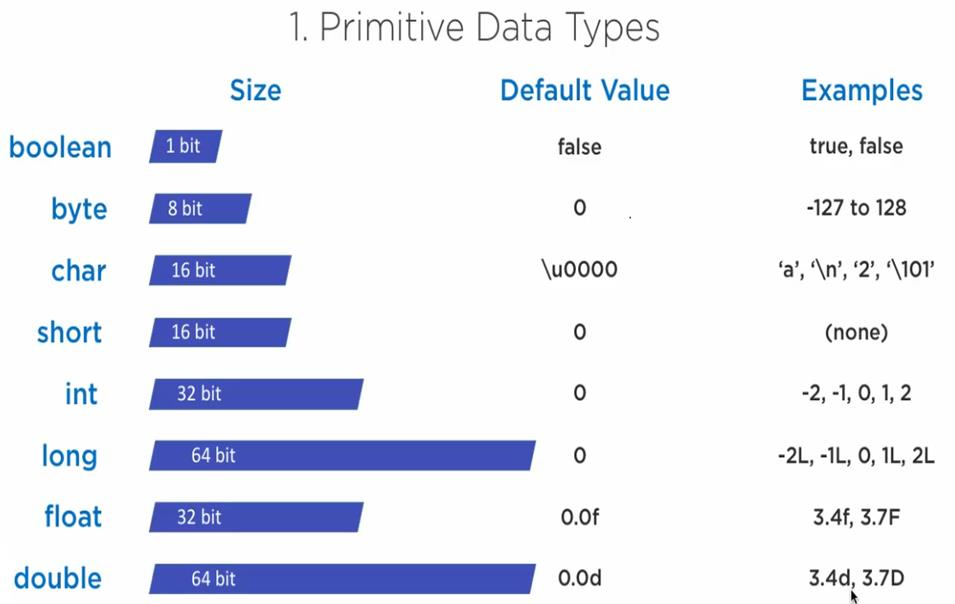 1. Primitive Data Types
Size Default Value Examples
boolean 1 bit false true, false
byte 8 bit 0 -127 to 128
char 16 bit \u0000 ‘a’, ‘\n’, ‘2’, ‘\101’
short 16 bit 0 (none)
int 32 bit 0 -2, -1, 0, 1, 2
long 64 bit 0 -2L, -1L, 0, 1L, 2L
float 32 bit 0.0f 3.4f, 3.7F
double 64 bit 0.0d 3.4d, 3.7D